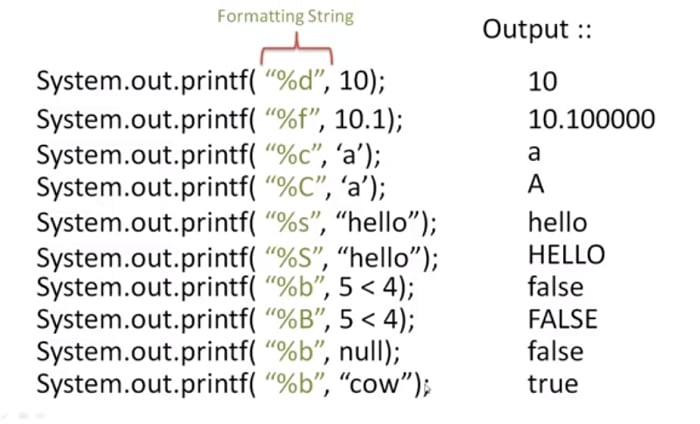 Formatting String
Output ::
System.out.printf( “%d”, 10); 10
System.out.printf( “%f”, 10.1); 10.100000
System.out.printf( “%c”, ‘a’); a
System.out.printf( “%C”, ‘a’); A
System.out.printf( “%s”, “hello”); hello
System.out.printf( “%S”, “hello”); HELLO
System.out.printf( “%b”, 5 < 4); false
System.out.printf( “%B”, 5 < 4); FALSE
System.out.printf( “%b”, null); false
System.out.printf( “%b”, “cow”); true